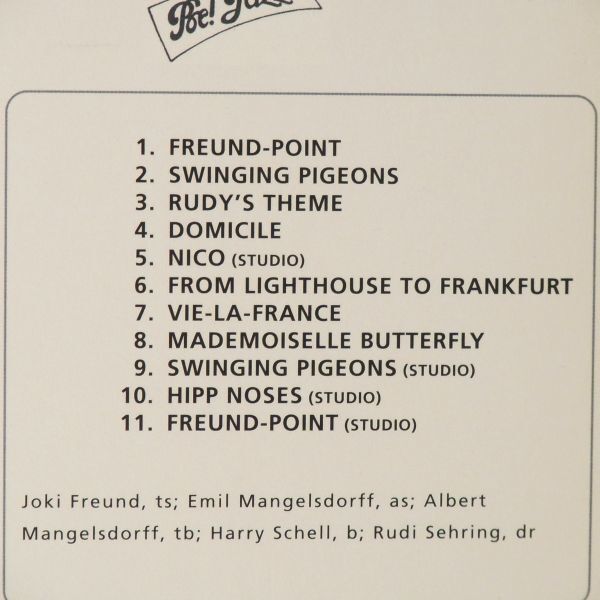 Poe! Jazz
1. FREUND-POINT
2. SWINGING PIGEONS
3. RUDY'S THEME
4. DOMICILE
5. NICO (STUDIO)
6. FROM LIGHTHOUSE TO FRANKFURT
7. VIE-LA-FRANCE
8. MADEMOISELLE BUTTERFLY
9. SWINGING PIGEONS (STUDIO)
10. HIPP NOSES (STUDIO)
11. FREUND-POINT (STUDIO)
Joki Freund, ts; Emil Mangelsdorff, as; Albert
Mangelsdorff, tb; Harry Schell, b; Rudi Sehring, dr